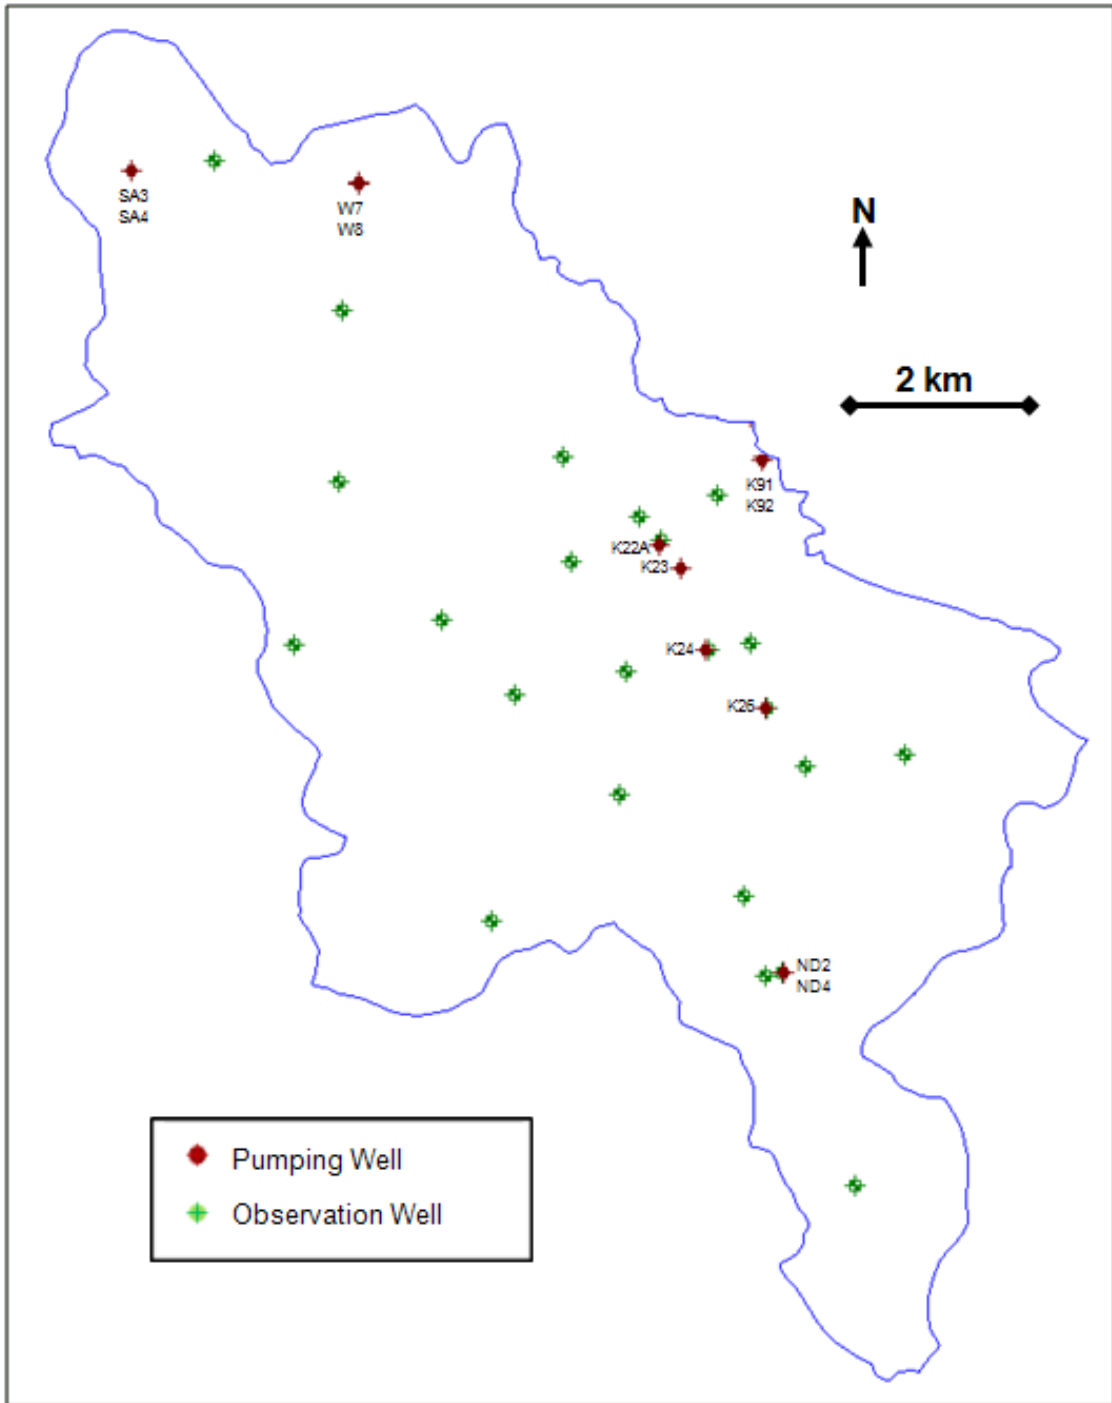 SA3
SA4
W7
W8
N
2 km
K91
K92
K22A
K23
K24
K26
ND2
ND4
Pumping Well
Observation Well